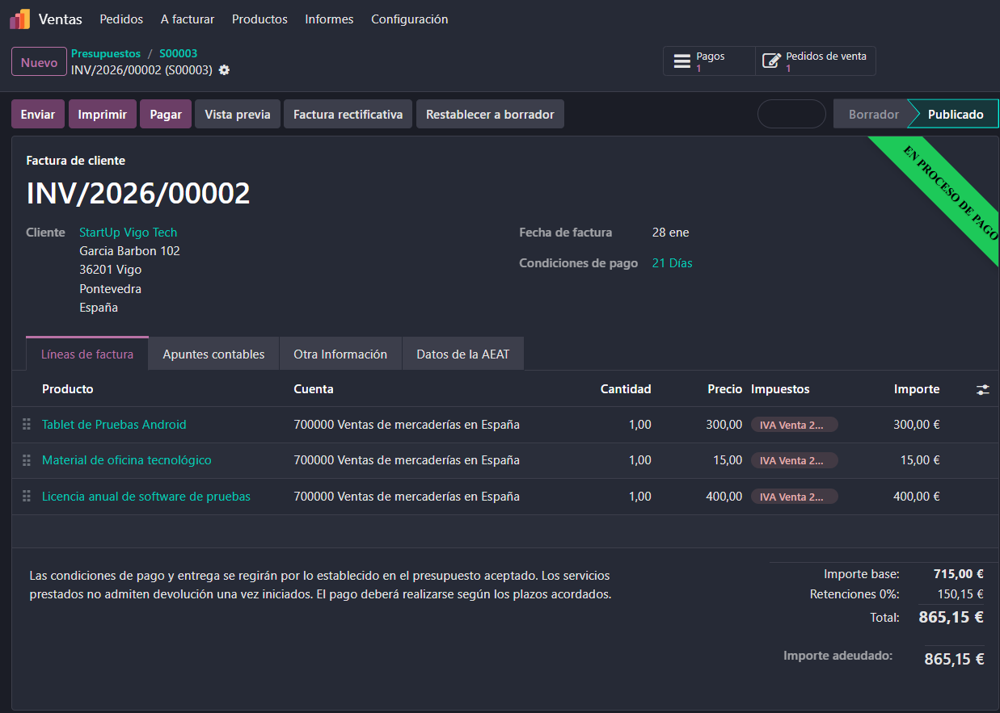 Ventas Pedidos A facturar Productos Informes Configuración
Nuevo
Presupuestos / S00003
INV/2026/00002 (S00003)
Pagos
1
Pedidos de venta
1
Enviar Imprimir Pagar Vista previa Factura rectificativa Restablecer a borrador
Borrador Publicado
EN PROCESO DE PAGO
Factura de cliente
INV/2026/00002
Cliente StartUp Vigo Tech
Garcia Barbon 102
36201 Vigo
Pontevedra
España
Fecha de factura 28 ene
Condiciones de pago 21 Días
Líneas de factura Apuntes contables Otra Información Datos de la AEAT
Producto Cuenta Cantidad Precio Impuestos Importe
Tablet de Pruebas Android 700000 Ventas de mercaderías en España 1,00 300,00 IVA Venta 2... 300,00 €
Material de oficina tecnológico 700000 Ventas de mercaderías en España 1,00 15,00 IVA Venta 2... 15,00 €
Licencia anual de software de pruebas 700000 Ventas de mercaderías en España 1,00 400,00 IVA Venta 2... 400,00 €
Las condiciones de pago y entrega se regirán por lo establecido en el presupuesto aceptado. Los servicios
prestados no admiten devolución una vez iniciados. El pago deberá realizarse según los plazos acordados.
Importe base: 715,00 €
Retenciones 0%: 150,15 €
Total: 865,15 €
Importe adeudado: 865,15 €